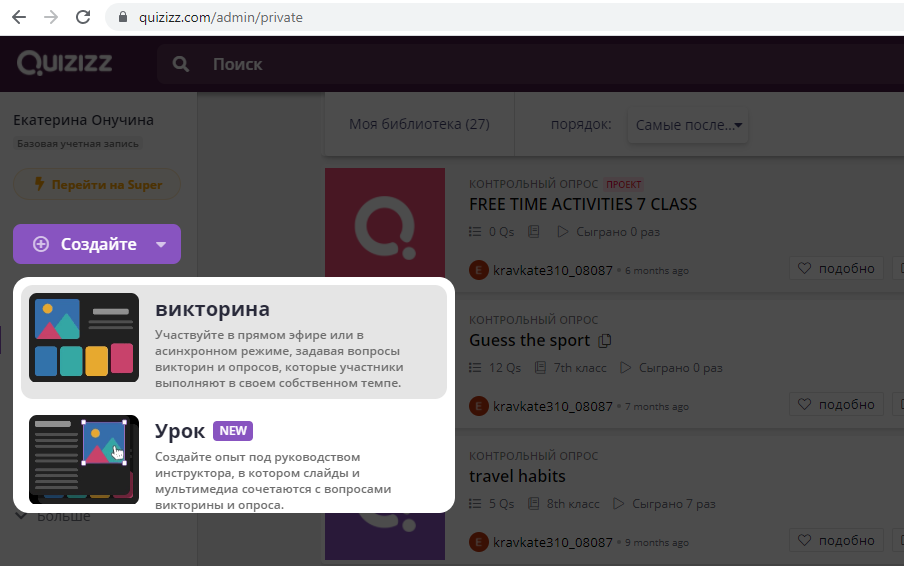 quizizz.com/admin/private
Quizizz
Поиск
Екатерина Онучина
Базовая учетная запись
Перейти на Super
Создайте
викторина
Участвуйте в прямом эфире или в
асинхронном режиме, задавая вопросы
викторин и опросов, которые участники
выполняют в своем собственном темпе.
Урок NEW
Создайте опыт под руководством
инструктора, в котором слайды и
мультимедиа сочетаются с вопросами
викторины и опроса.
Больше
Моя библиотека (27)
порядок:
Самые после...
КОНТРОЛЬНЫЙ ОПРОС ПРОЕКТ
FREE TIME ACTIVITIES 7 CLASS
0 Qs Сыграно 0 раз
E kravkate310_08087 • 6 months ago
подобно
КОНТРОЛЬНЫЙ ОПРОС
Guess the sport
12 Qs 7th класс Сыграно 0 раз
E kravkate310_08087 • 7 months ago
подобно
КОНТРОЛЬНЫЙ ОПРОС
travel habits
5 Qs 8th класс Сыграно 7 раз
E kravkate310_08087 • 9 months ago
подобно